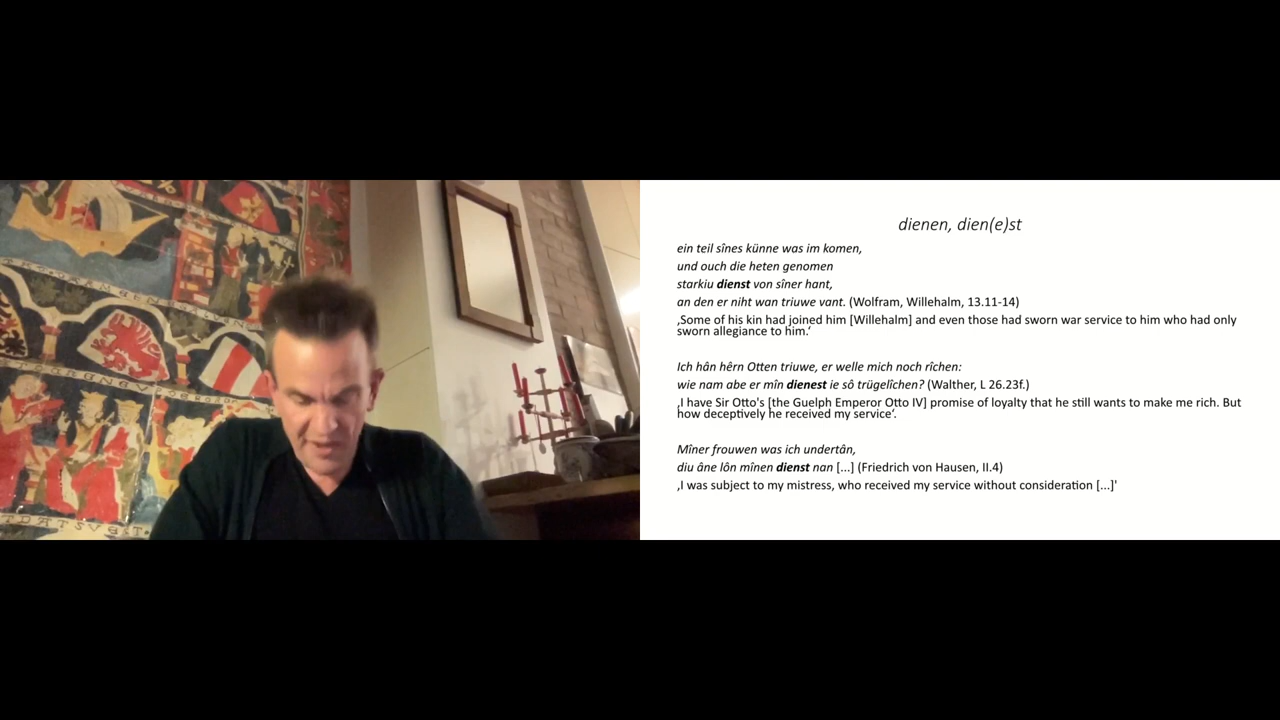 dienen, dien(e)st
ein teil sînes künne was im komen,
und ouch die heten genomen
starkiu dienst von sîner hant,
an den er niht wan triuwe vant. (Wolfram, Willehalm, 13.11-14)
‚Some of his kin had joined him [Willehalm] and even those had sworn war service to him who had only
sworn allegiance to him.‘
Ich hân hêrn Otten triuwe, er welle mich noch rîchen:
wie nam abe er mîn dienest ie sô trügelîchen? (Walther, L 26.23f.)
‚I have Sir Otto's [the Guelph Emperor Otto IV] promise of loyalty that he still wants to make me rich. But
how deceptively he received my service‘.
Mîner frouwen was ich undertân,
diu âne lôn mînen dienst nan [...] (Friedrich von Hausen, II.4)
‚I was subject to my mistress, who received my service without consideration [...]'